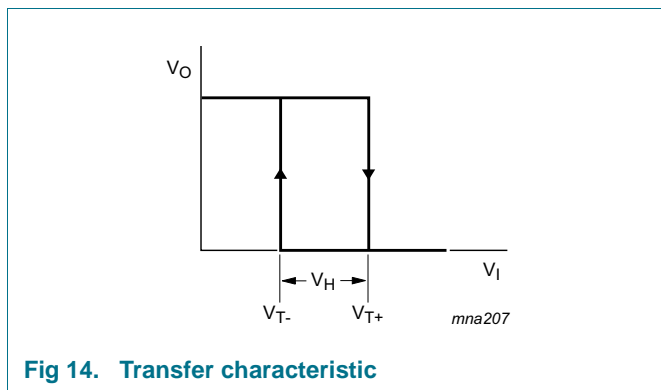 VO
VH
VI
VT-
VT+
mna207
Fig 14. Transfer characteristic